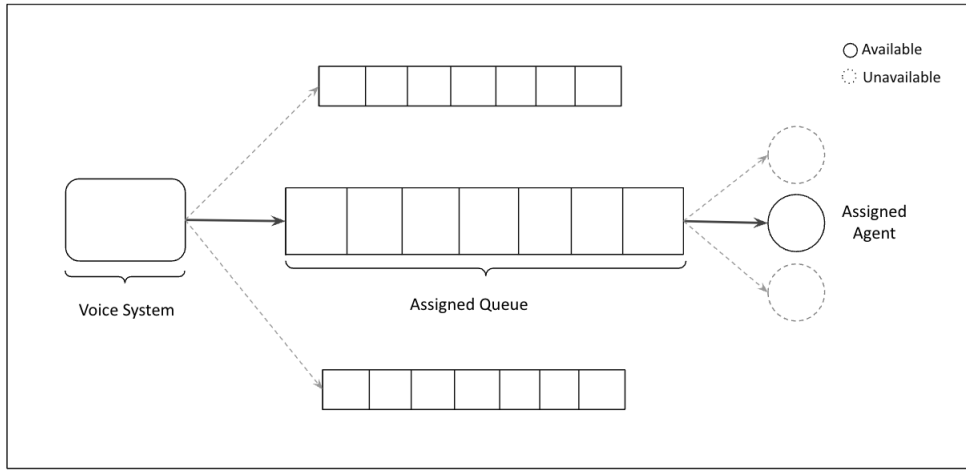 Available
Unavailable
Assigned
Agent
Voice System
Assigned Queue